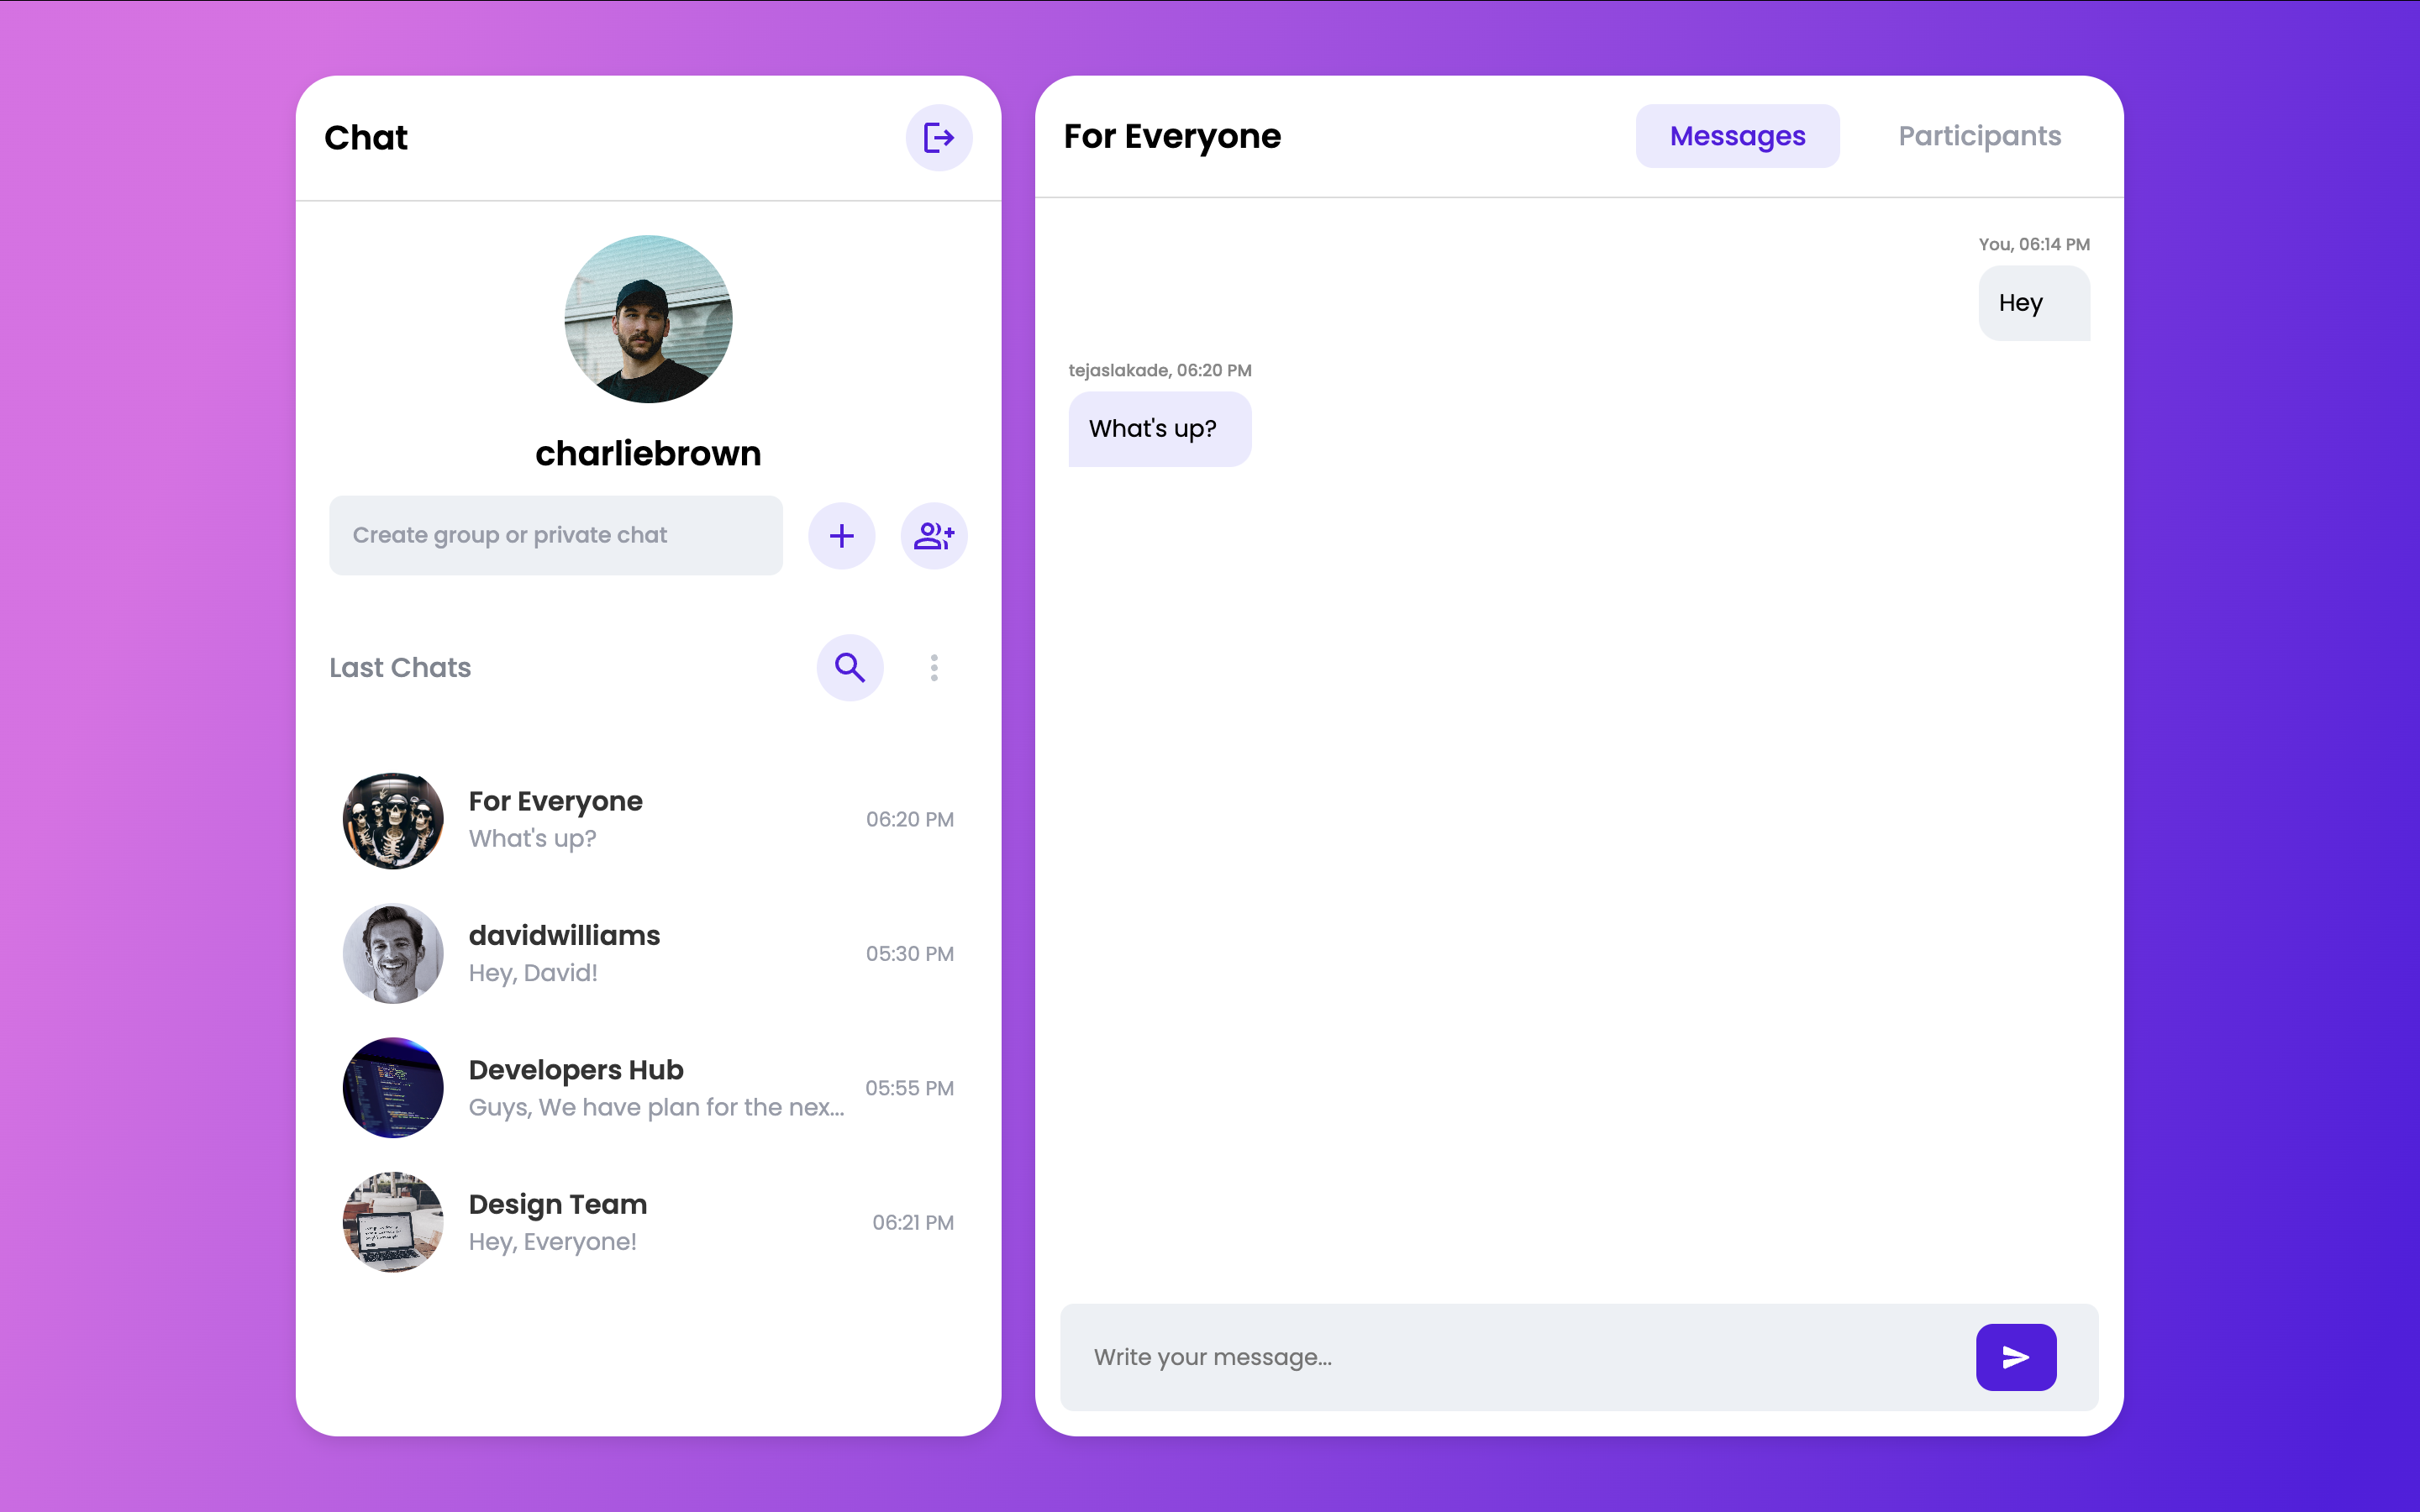 Chat
charliebrown
Create group or private chat
Last Chats
For Everyone
What's up?
06:20 PM
davidwilliams
Hey, David!
05:30 PM
Developers Hub
Guys, We have plan for the nex...
05:55 PM
Design Team
Hey, Everyone!
06:21 PM
For Everyone
Messages
Participants
You, 06:14 PM
Hey
tejaslakade, 06:20 PM
What's up?
Write your message...